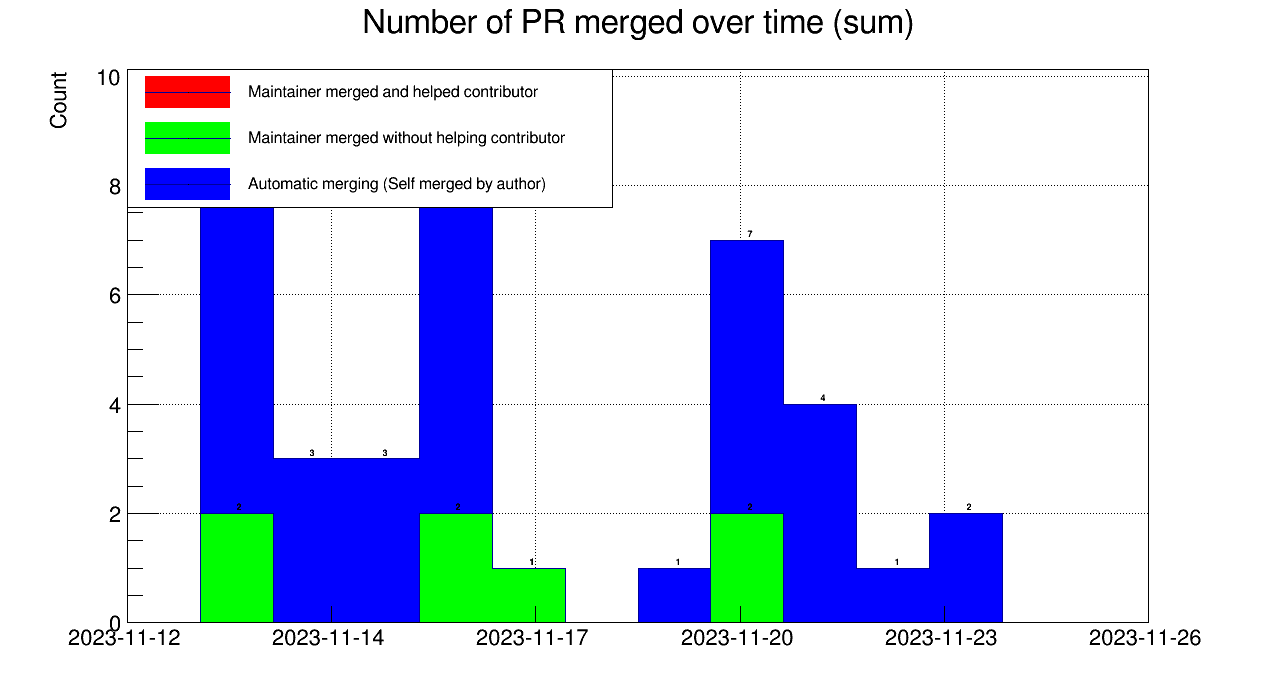 Number of PR merged over time (sum)
Count
10
8
6
4
2
0
Maintainer merged and helped contributor
Maintainer merged without helping contributor
Automatic merging (Self merged by author)
7
4
3 3
2 2 2 2
1 1 1
2023-11-12 2023-11-14 2023-11-17 2023-11-20 2023-11-23 2023-11-26